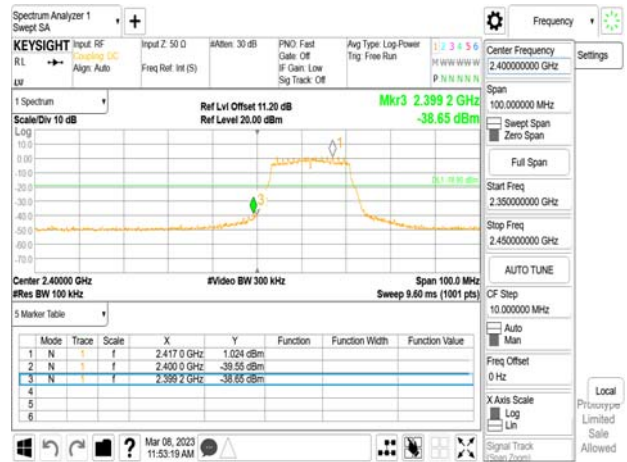 Spectrum Analyzer 1
Swept SA
Frequency
KEYSIGHT
RL
Input: RF
Coupling: DC
Align: Auto
Input Z: 50 Ω
Freq Ref: Int (S)
#Atten: 30 dB
PNO: Fast
Gate: Off
IF Gain: Low
Sig Track: Off
Avg Type: Log-Power
Trig: Free Run
1 2 3 4 5 6
M W W W W W
P N N N N N
1 Spectrum
Scale/Div 10 dB
Log
Ref Lvl Offset 11.20 dB
Ref Level 20.00 dBm
Mkr3 2.399 2 GHz
-38.65 dBm
10.0
0.00
-10.0
-20.0
-30.0
-40.0
-50.0
-60.0
-70.0
1
3
Center 2.40000 GHz
#Res BW 100 kHz
#Video BW 300 kHz
Span 100.0 MHz
Sweep 9.60 ms (1001 pts)
5 Marker Table
Mode Trace Scale X Y Function Function Width Function Value
1 N 1 f 2.417 0 GHz 1.024 dBm
2 N 1 f 2.400 0 GHz -39.55 dBm
3 N 1 f 2.399 2 GHz -38.65 dBm
4
5
6
Mar 08, 2023
11:53:19 AM
Center Frequency
2.400000000 GHz
Span
100.000000 MHz
Swept Span
Zero Span
Full Span
Start Freq
2.350000000 GHz
Stop Freq
2.450000000 GHz
AUTO TUNE
CF Step
10.000000 MHz
Auto
Man
Freq Offset
0 Hz
X Axis Scale
Log
Lin
Signal Track
(Span Zoom)
Settings
Local
Prototype
Limited
Sale
Allowed